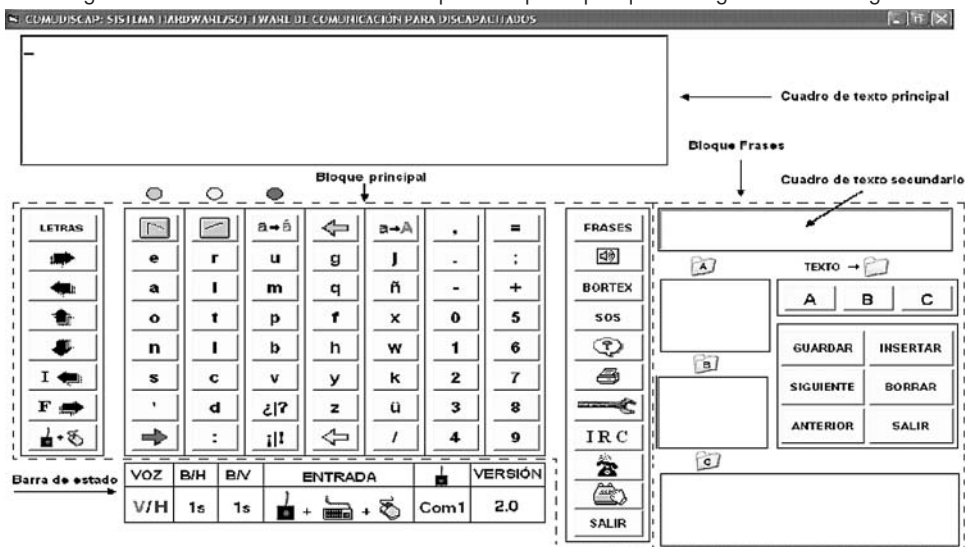 COMUDISCAP: SISTEMA HARDWARE/SOFTWARE DE COMUNICACIÓN PARA DISCAPACITADOS
Cuadro de texto principal
Bloque Frases
Bloque principal
Cuadro de texto secundario
LETRAS a→á a→A . = FRASES
e r u g J . :
a I m q ñ - + BORTEX
o t p f x 0 5 SOS
n l b h w 1 6
s c v y k 2 7
' d ¿|? z ü 3 8
: ¡|! / 4 9 IRC
I
F
SALIR
A
TEXTO →
A B C
B
GUARDAR INSERTAR
SIGUIENTE BORRAR
ANTERIOR SALIR
C
Barra de estado
VOZ B/H B/V ENTRADA VERSIÓN
V/H 1s 1s + + Com1 2.0